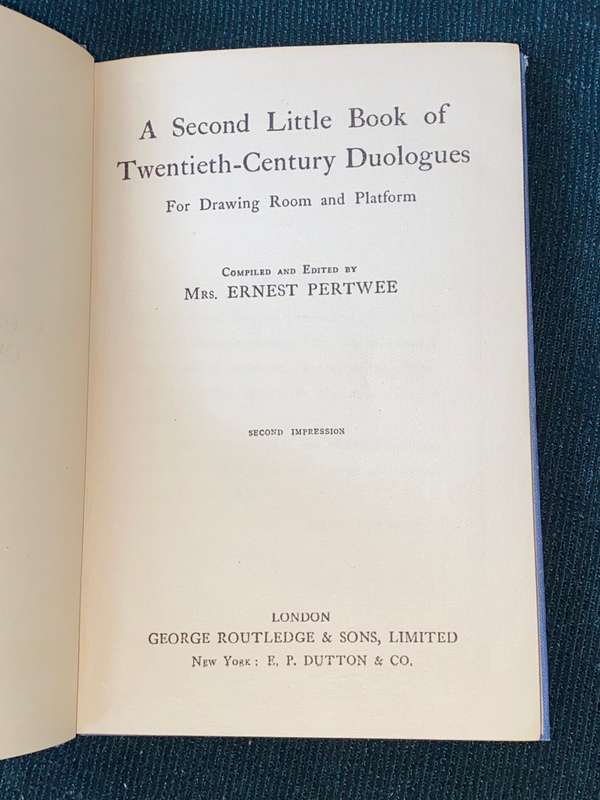 A Second Little Book of
Twentieth-Century Duologues
For Drawing Room and Platform
Compiled and Edited by
Mrs. ERNEST PERTWEE
SECOND IMPRESSION
LONDON
GEORGE ROUTLEDGE & SONS, LIMITED
New York: E. P. DUTTON & CO.